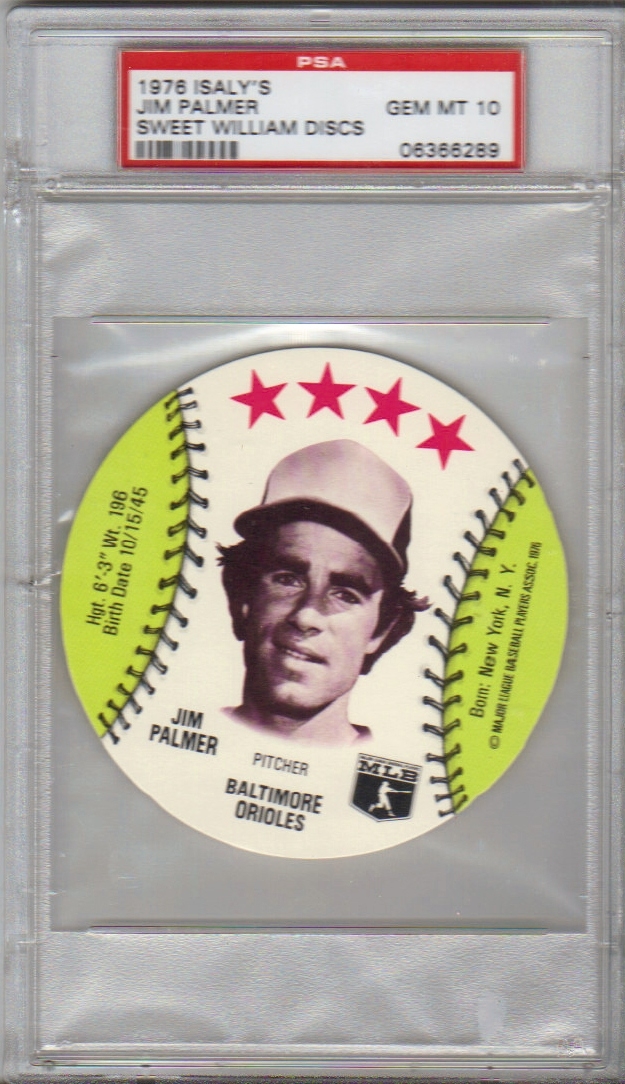 PSA
1976 ISALY'S
JIM PALMER
GEM MT 10
SWEET WILLIAM DISCS
06366289
Hgt. 6'-3" Wt. 196
Birth Date 10/15/45
Born: New York, N. Y.
© MAJOR LEAGUE BASEBALL PLAYERS ASSOC. 1976
JIM
PALMER
PITCHER
BALTIMORE
ORIOLES
MLB